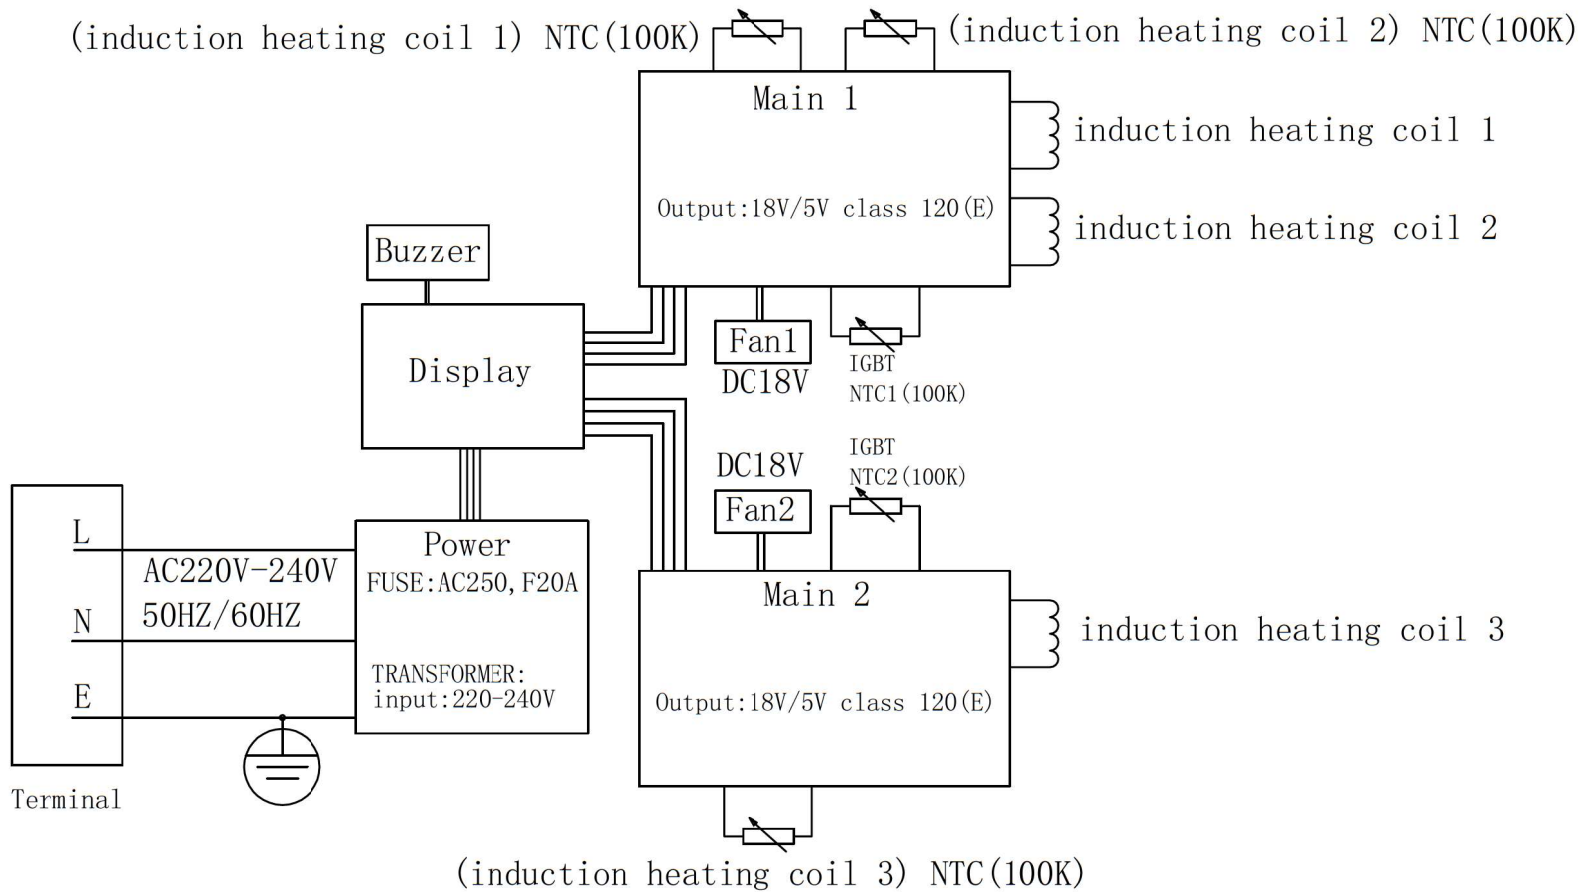 (induction heating coil 1) NTC(100K)
(induction heating coil 2) NTC(100K)
Main 1
induction heating coil 1
Output:18V/5V class 120(E)
induction heating coil 2
Buzzer
Display
Fan1
DC18V
IGBT
NTC1(100K)
DC18V
IGBT
NTC2(100K)
Fan2
L
AC220V-240V
50HZ/60HZ
N
E
Terminal
Power
FUSE:AC250,F20A
TRANSFORMER:
input:220-240V
Main 2
induction heating coil 3
Output:18V/5V class 120(E)
(induction heating coil 3) NTC(100K)